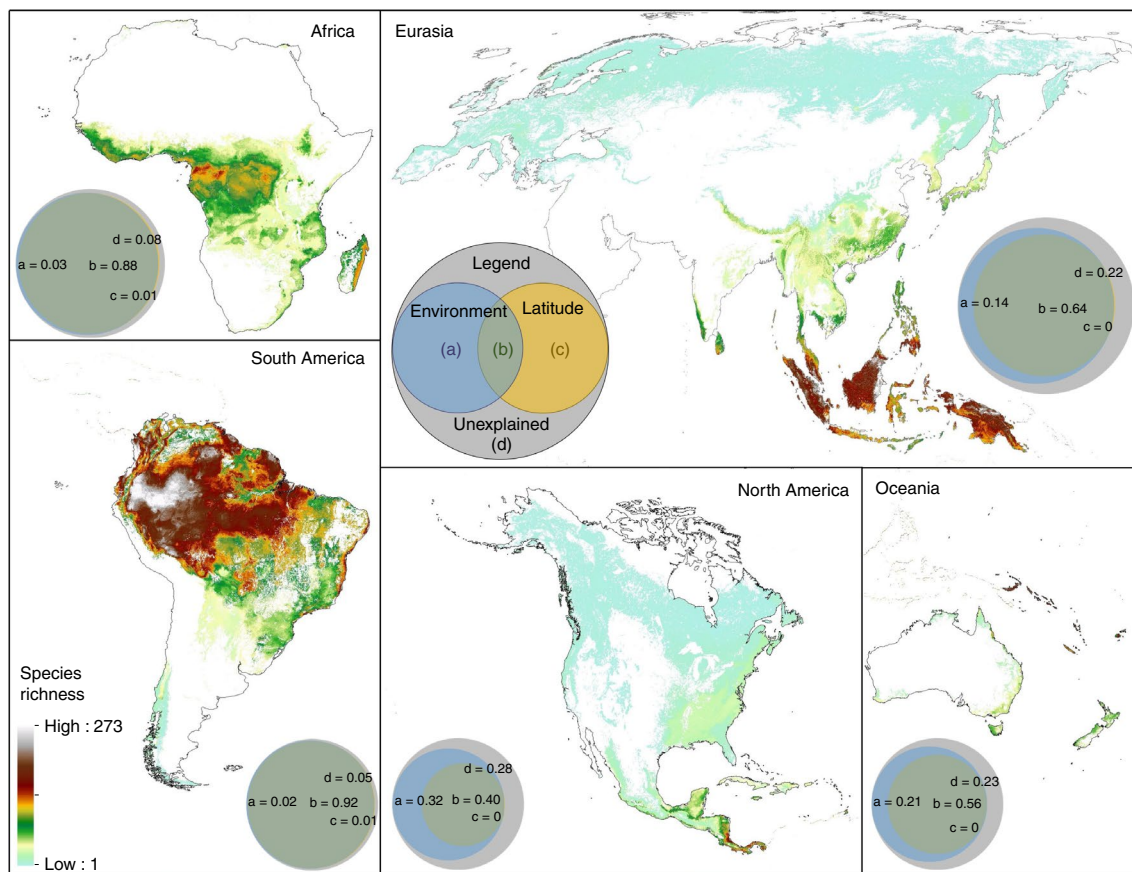 Africa
d = 0.08
a = 0.03 b = 0.88
c = 0.01
Eurasia
Legend
Environment Latitude
(a) (b) (c)
Unexplained
(d)
d = 0.22
a = 0.14
b = 0.64
c = 0
South America
Species
richness
High : 273
Low : 1
d = 0.05
a = 0.02 b = 0.92
c = 0.01
North America
d = 0.28
a = 0.32 b = 0.40
c = 0
Oceania
d = 0.23
a = 0.21 b = 0.56
c = 0